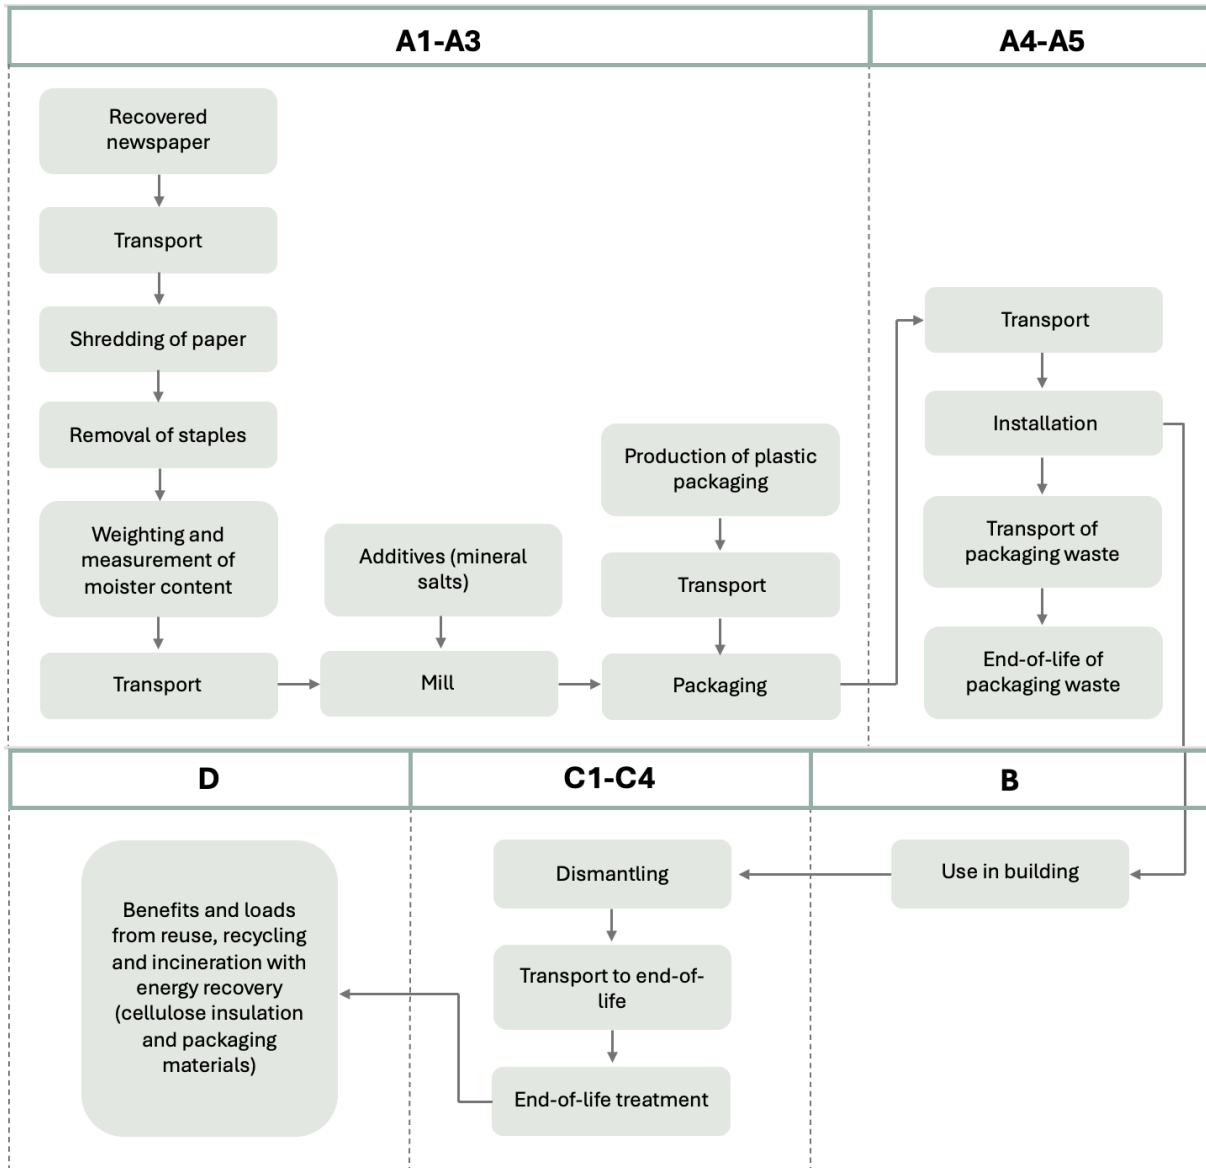 A1-A3
A4-A5
Recovered
newspaper
Transport
Shredding of paper
Removal of staples
Weighting and
measurement of
moister content
Transport
Additives (mineral
salts)
Mill
Production of plastic
packaging
Transport
Packaging
Transport
Installation
Transport of
packaging waste
End-of-life of
packaging waste
D
C1-C4
B
Benefits and loads
from reuse, recycling
and incineration with
energy recovery
(cellulose insulation
and packaging
materials)
Dismantling
Transport to end-of-
life
End-of-life treatment
Use in building